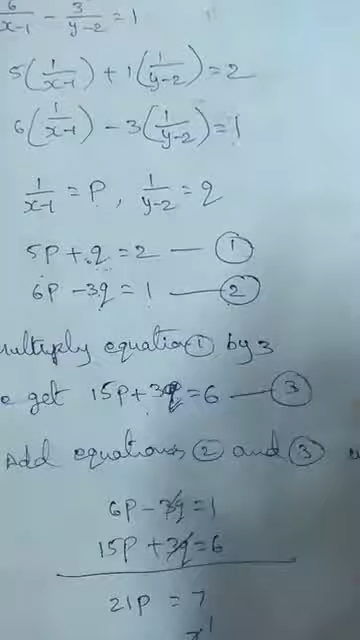 6/(x-1) - 3/(y-2) = 1
5(1/(x-1)) + 1(1/(y-2)) = 2
6(1/(x-1)) - 3(1/(y-2)) = 1
1/(x-1) = P, 1/(y-2) = q
5P + q = 2 — ①
6P - 3q = 1 — ②
multiply equation ① by 3
get 15P + 3q = 6 — ③
Add equations ② and ③
6P - 3q = 1
15P + 3q = 6
21P = 7